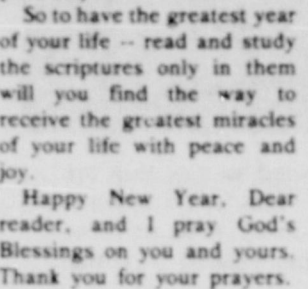 So to have the greatest year
of your life -- read and study
the scriptures only in them
will you find the way to
receive the greatest miracles
of your life with peace and
joy.
Happy New Year, Dear
reader, and I pray God's
Blessings on you and yours.
Thank you for your prayers.